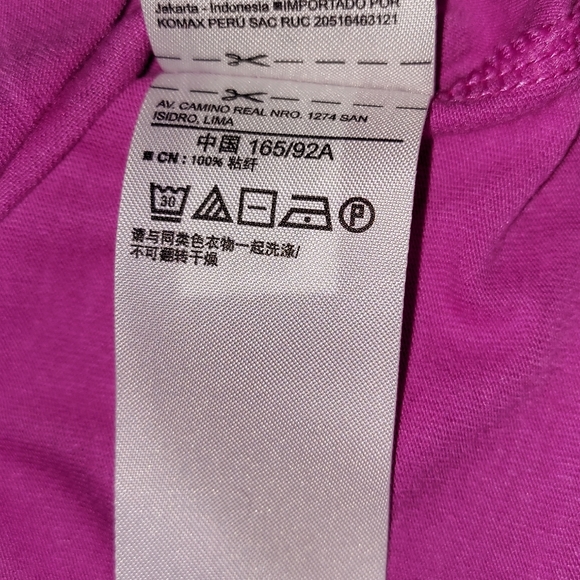 Jakarta - Indonesia ■IMPORTADO POR
KOMAX PERÚ SAC RUC 20516463121
AV. CAMINO REAL NRO. 1274 SAN
ISIDRO, LIMA
中国 165/92A
■ CN : 100% 粘纤
30 P
请与同类色衣物一起洗涤/
不可翻转干燥